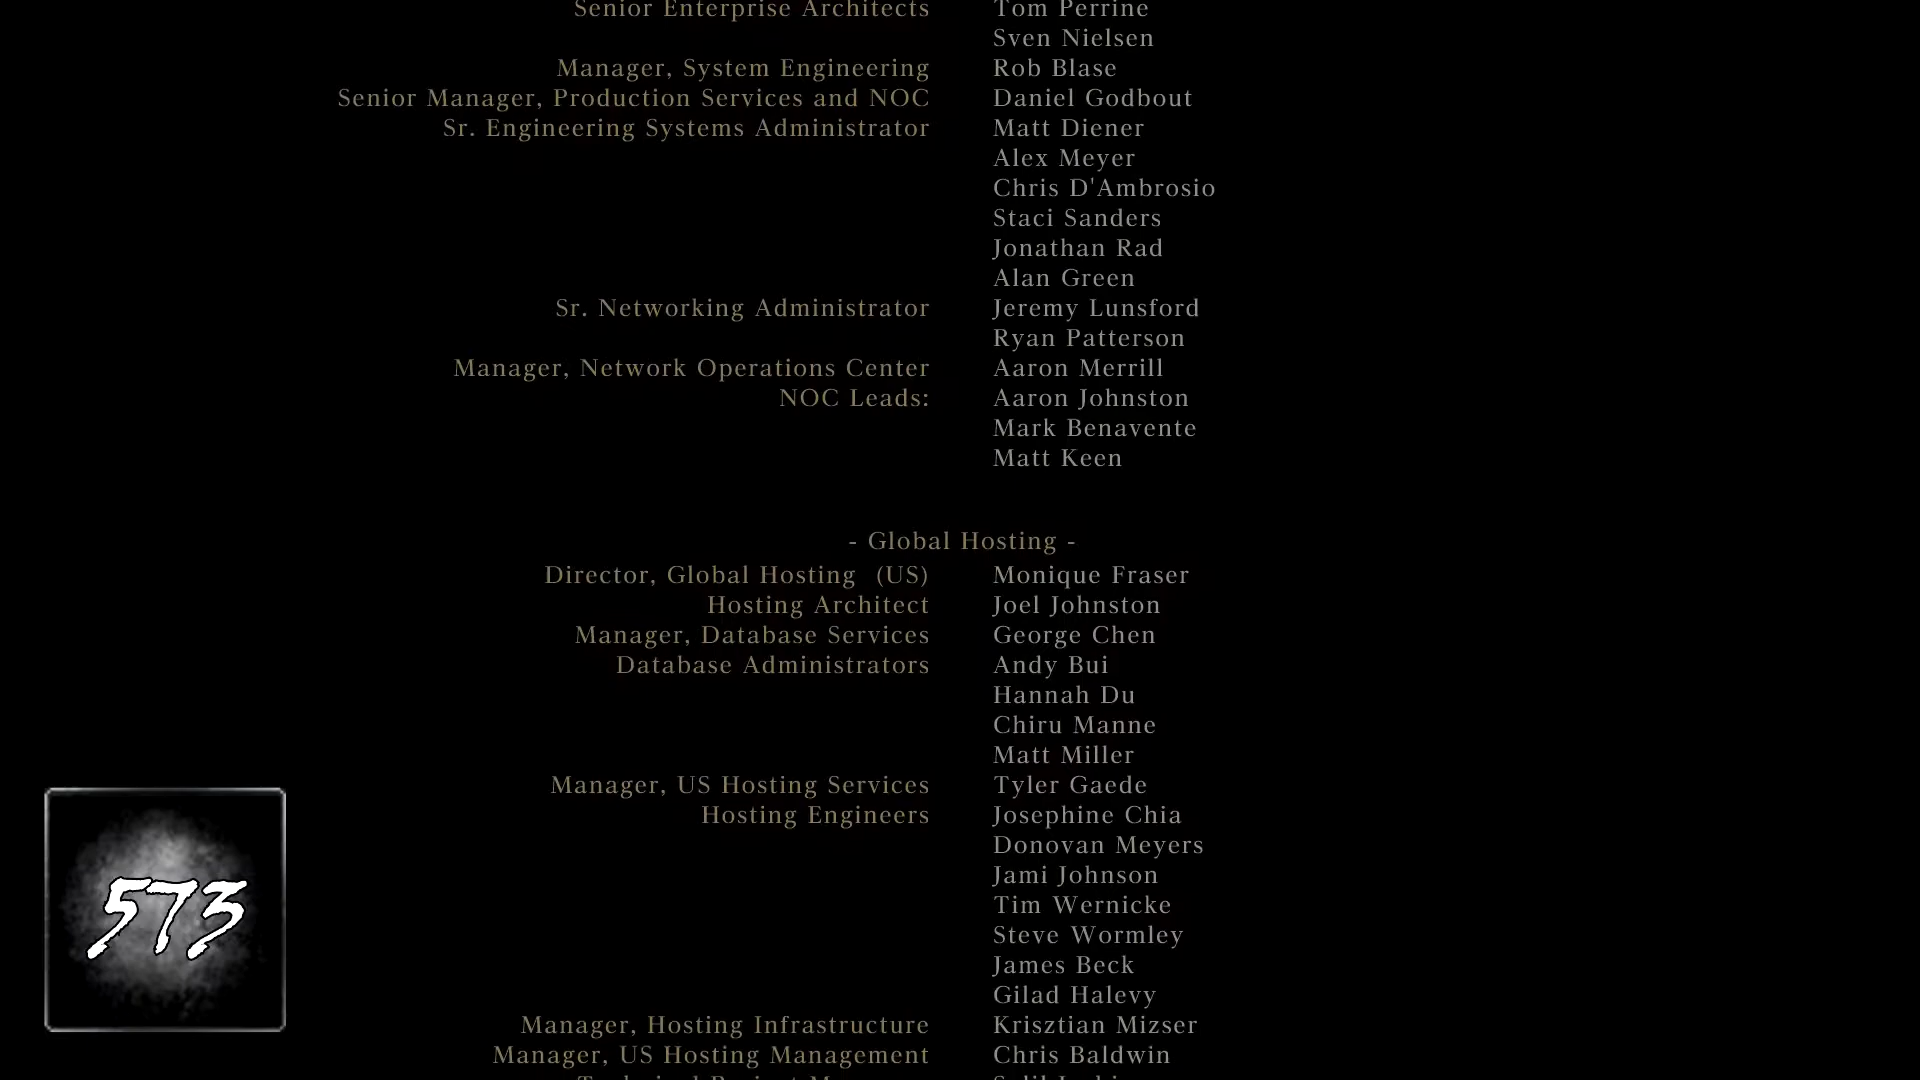 Senior Enterprise Architects Tom Perrine
Sven Nielsen
Manager, System Engineering Rob Blase
Senior Manager, Production Services and NOC Daniel Godbout
Sr. Engineering Systems Administrator Matt Diener
Alex Meyer
Chris D'Ambrosio
Staci Sanders
Jonathan Rad
Alan Green
Sr. Networking Administrator Jeremy Lunsford
Ryan Patterson
Manager, Network Operations Center Aaron Merrill
NOC Leads: Aaron Johnston
Mark Benavente
Matt Keen
- Global Hosting -
Director, Global Hosting  (US) Monique Fraser
Hosting Architect Joel Johnston
Manager, Database Services George Chen
Database Administrators Andy Bui
Hannah Du
Chiru Manne
Matt Miller
Manager, US Hosting Services Tyler Gaede
Hosting Engineers Josephine Chia
Donovan Meyers
Jami Johnson
Tim Wernicke
Steve Wormley
James Beck
Gilad Halevy
Manager, Hosting Infrastructure Krisztian Mizser
Manager, US Hosting Management Chris Baldwin
573